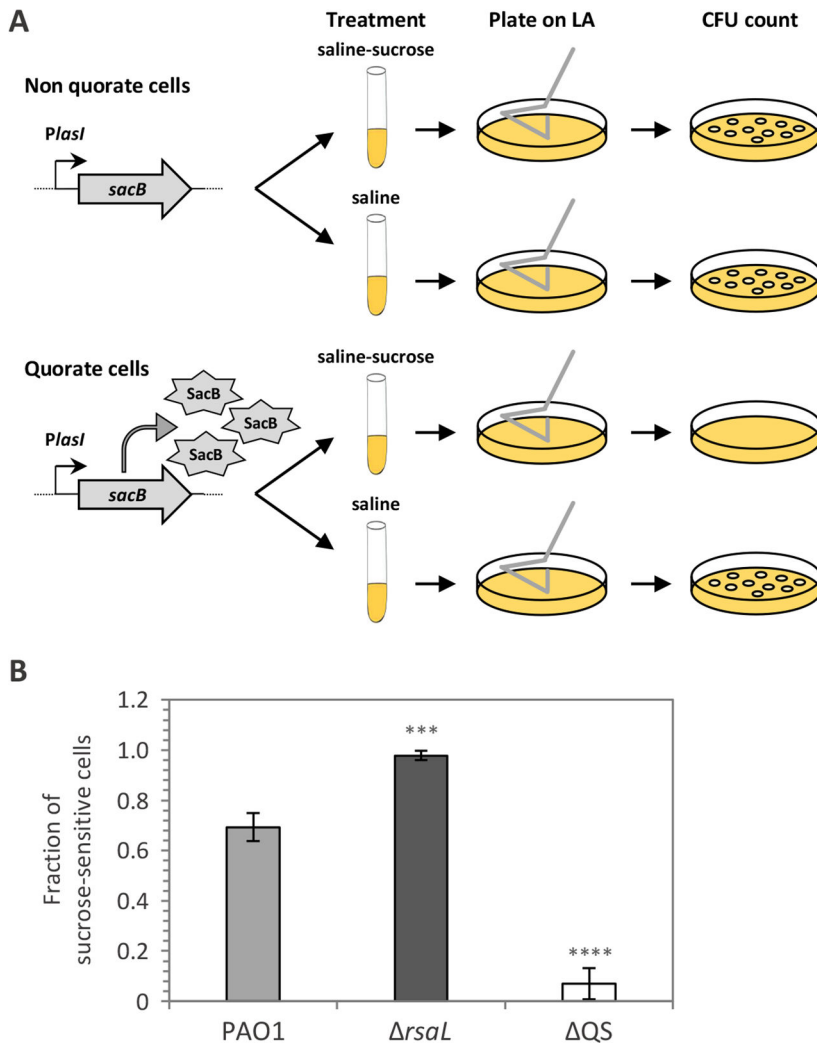 A
Treatment
Plate on LA
CFU count
saline-sucrose
Non quorate cells
PlasI
sacB
saline
Quorate cells
saline-sucrose
SacB
SacB
SacB
PlasI
sacB
saline
B
Fraction of
sucrose-sensitive cells
1.2
1.0
0.8
0.6
0.4
0.2
0
***
****
PAO1
ΔrsaL
ΔQS